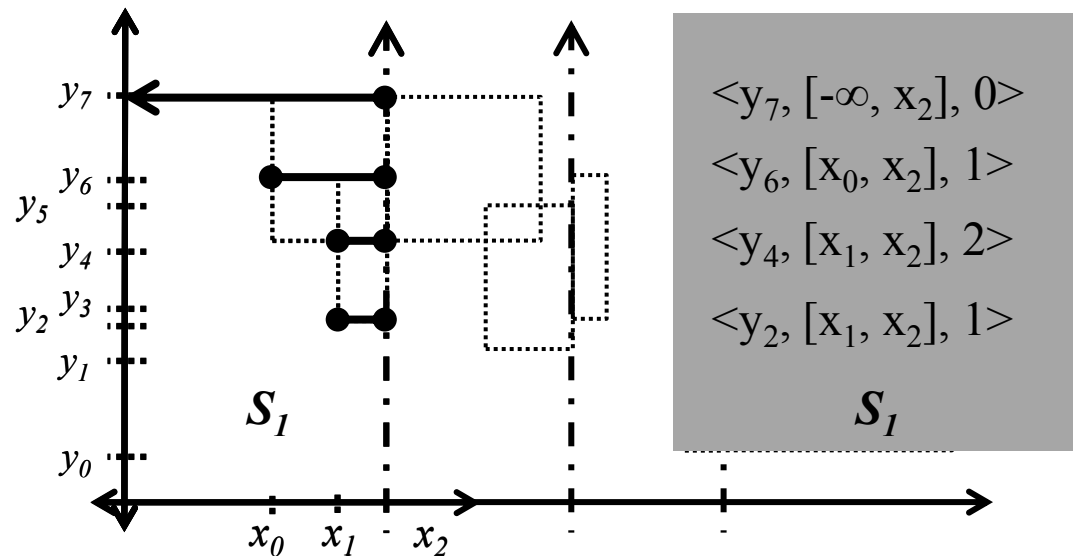 y7
y6
y5
y4
y3
y2
y1
y0
S1
x0 x1 x2
<y7, [-∞, x2], 0>
<y6, [x0, x2], 1>
<y4, [x1, x2], 2>
<y2, [x1, x2], 1>
S1